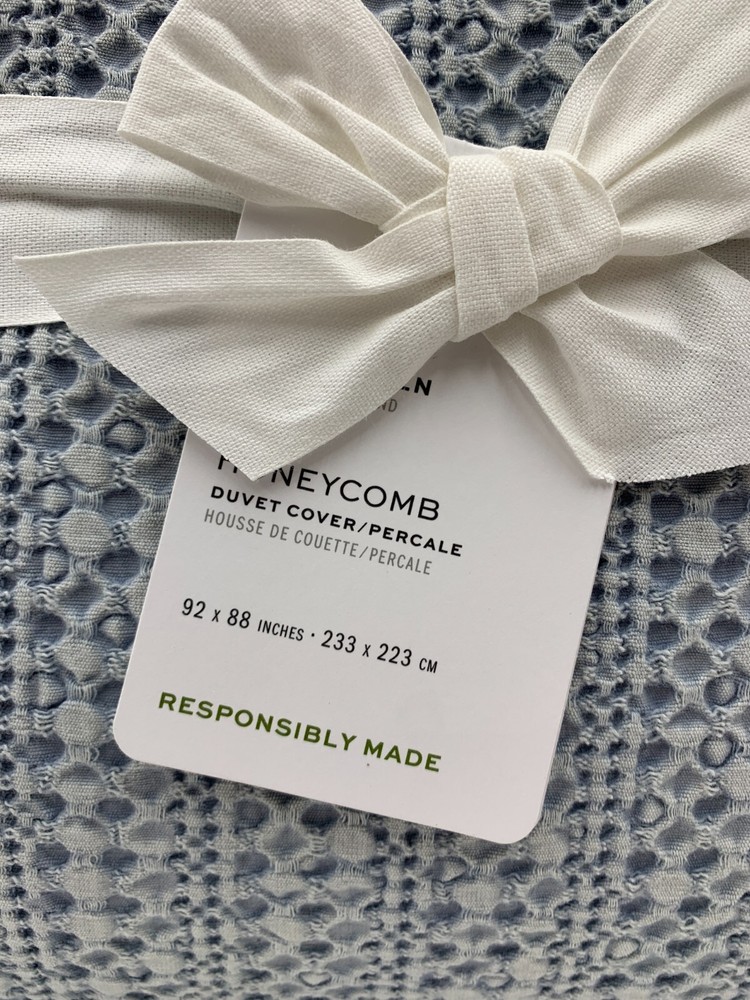 HONEYCOMB
DUVET COVER/PERCALE
HOUSSE DE COUETTE/PERCALE
92 x 88 INCHES · 233 x 223 CM
RESPONSIBLY MADE